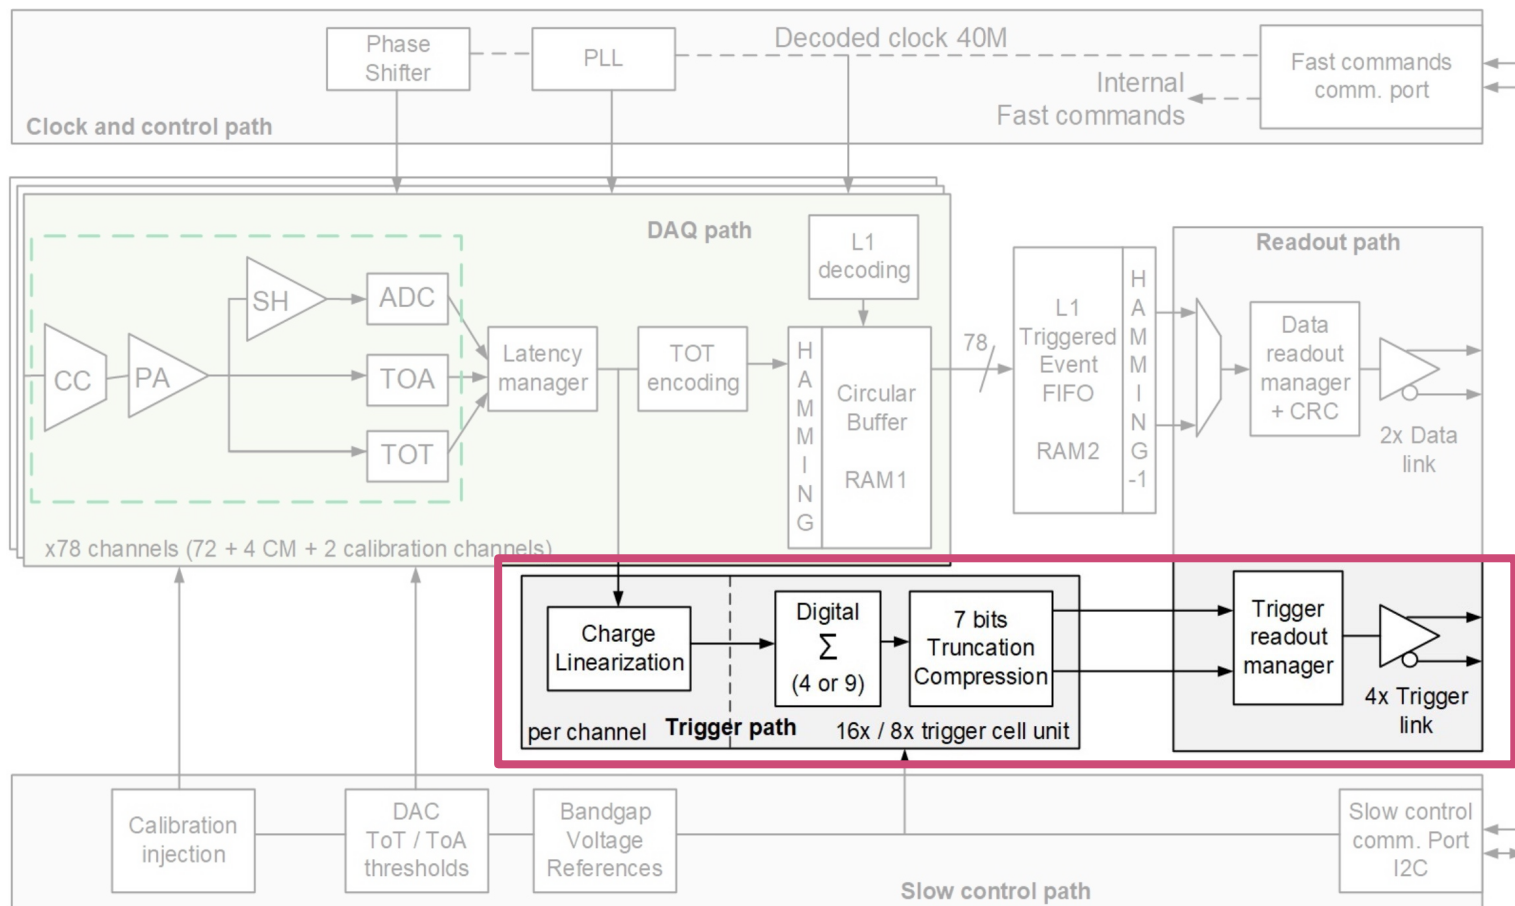 Phase
Shifter
PLL
Decoded clock 40M
Internal
Fast commands
Fast commands
comm. port
Clock and control path
DAQ path
L1
decoding
SH
ADC
CC
PA
TOA
TOT
Latency
manager
TOT
encoding
H
A
M
M
I
N
G
Circular
Buffer
RAM1
78
L1
Triggered
Event
FIFO
RAM2
H
A
M
M
I
N
G
-1
Readout path
Data
readout
manager
+ CRC
2x Data
link
x78 channels (72 + 4 CM + 2 calibration channels)
Charge
Linearization
Digital
Σ
(4 or 9)
7 bits
Truncation
Compression
per channel
Trigger path
16x / 8x trigger cell unit
Trigger
readout
manager
4x Trigger
link
Calibration
injection
DAC
ToT / ToA
thresholds
Bandgap
Voltage
References
Slow control
comm. Port
I2C
Slow control path